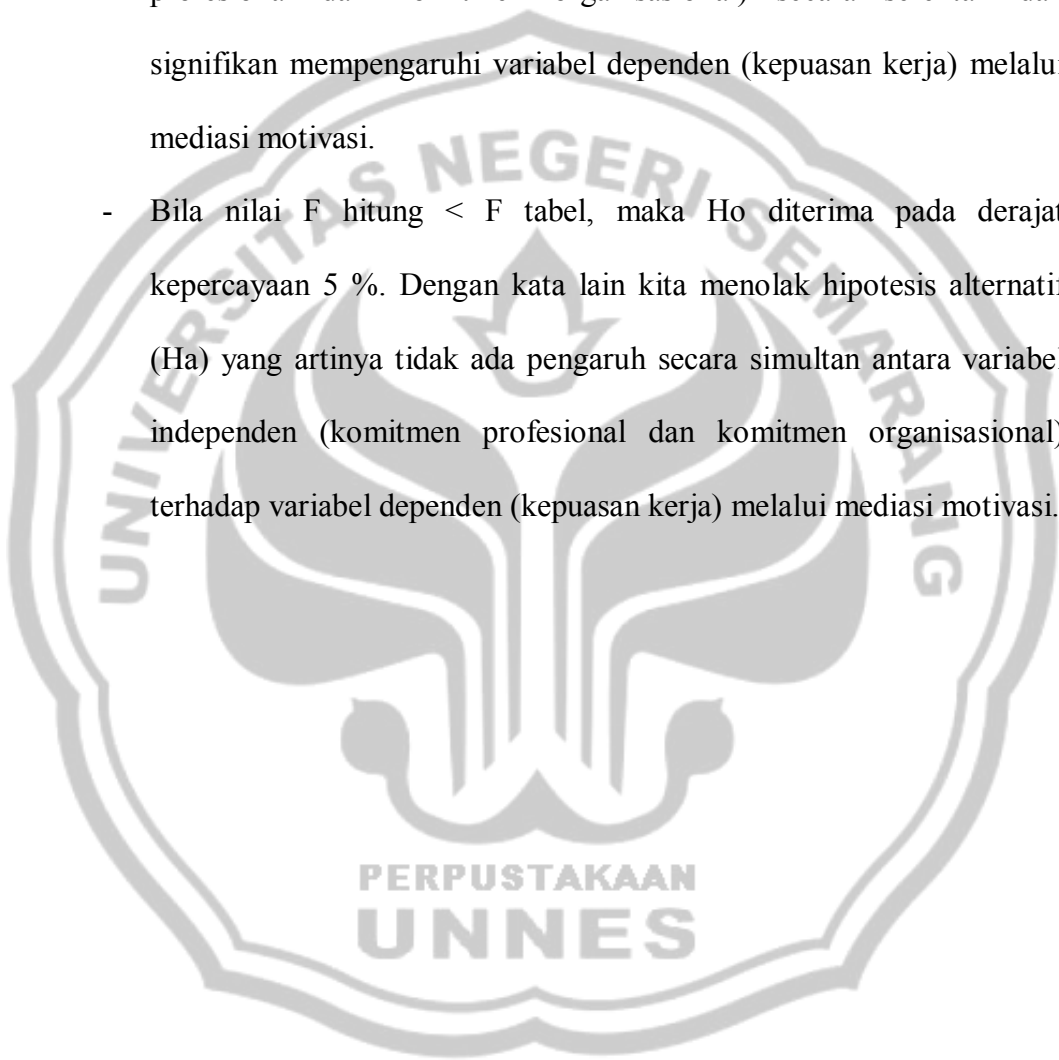 signifikan mempengaruhi variabel dependen (kepuasan kerja) melalui
mediasi motivasi.
- Bila nilai F hitung < F tabel, maka Ho diterima pada derajat
kepercayaan 5 %. Dengan kata lain kita menolak hipotesis alternatif
(Ha) yang artinya tidak ada pengaruh secara simultan antara variabel
independen (komitmen profesional dan komitmen organisasional)
terhadap variabel dependen (kepuasan kerja) melalui mediasi motivasi.
UNIVERSITAS NEGERI SEMARANG
PERPUSTAKAAN
UNNES